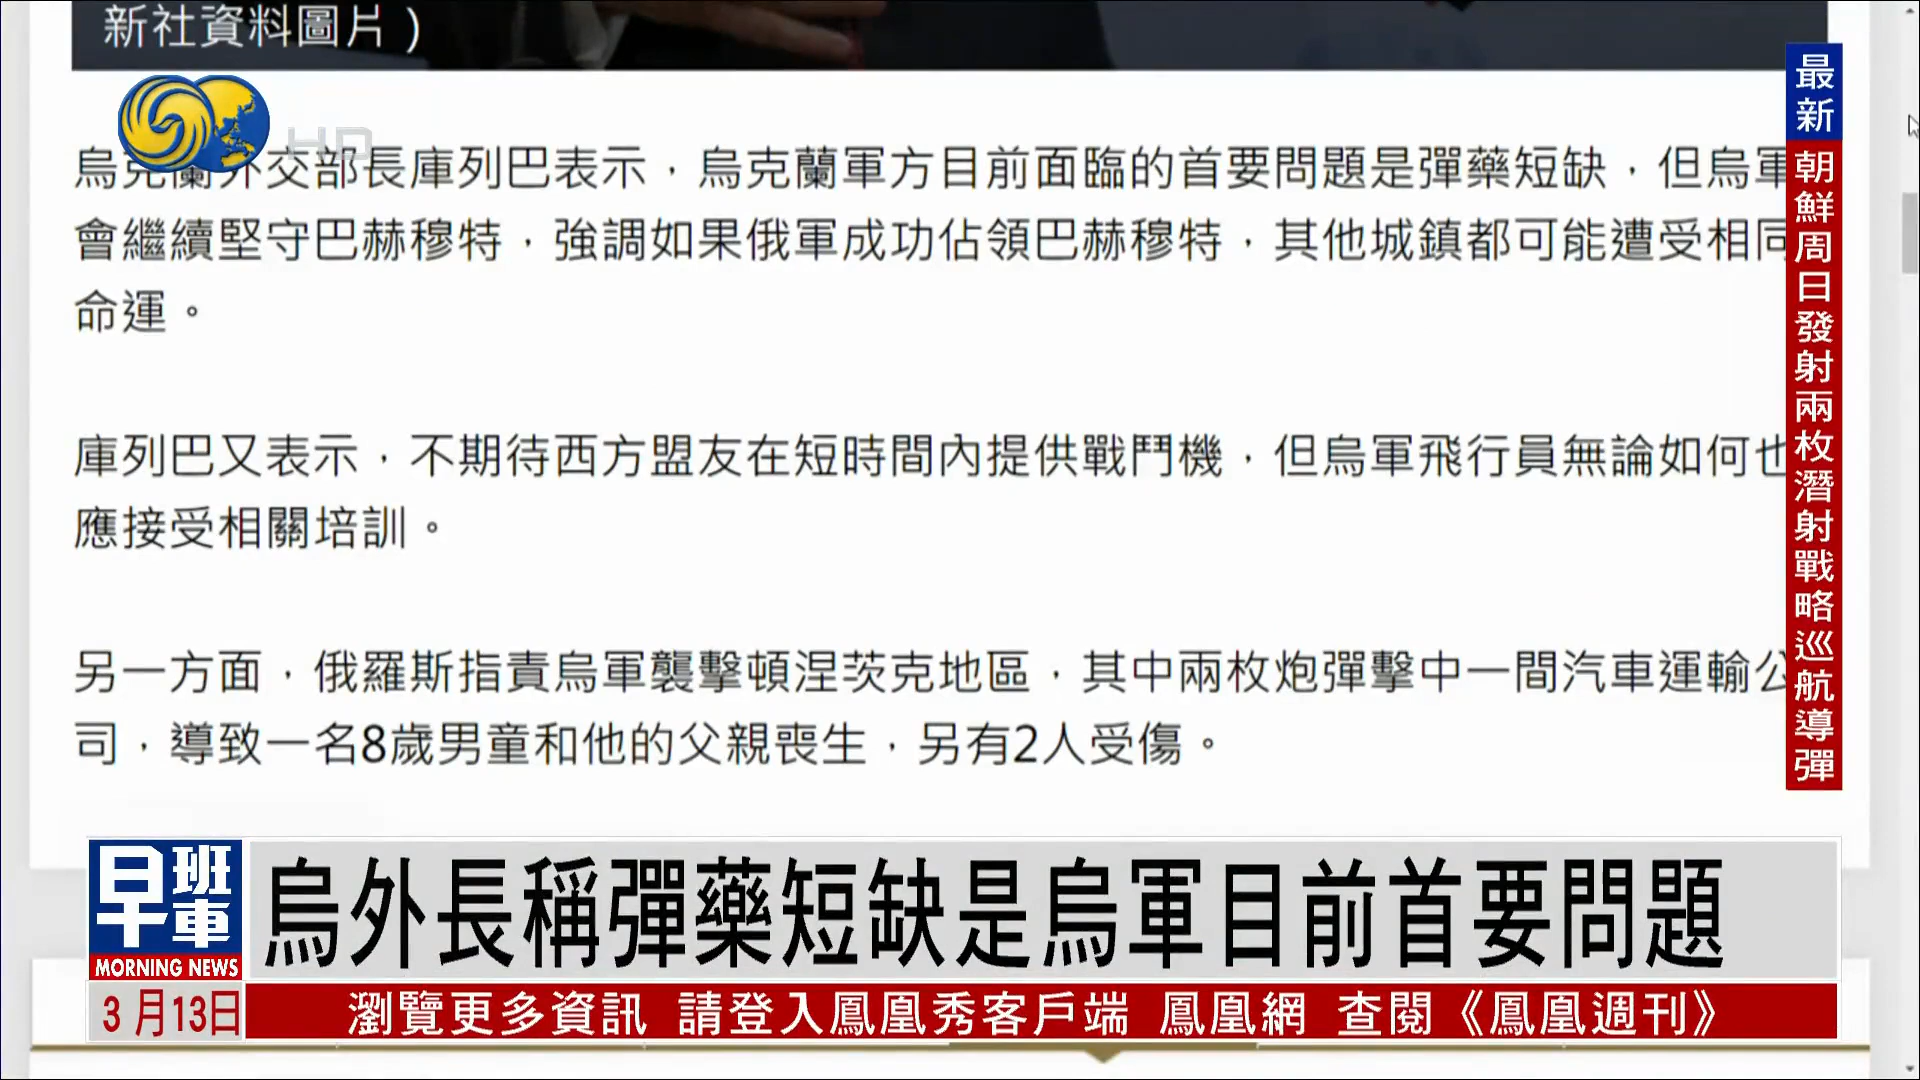 新社資料圖片）
HD
烏克蘭外交部長庫列巴表示，烏克蘭軍方目前面臨的首要問題是彈藥短缺，但烏軍
會繼續堅守巴赫穆特，強調如果俄軍成功佔領巴赫穆特，其他城鎮都可能遭受相同
命運。
庫列巴又表示，不期待西方盟友在短時間內提供戰鬥機，但烏軍飛行員無論如何也
應接受相關培訓。
另一方面，俄羅斯指責烏軍襲擊頓涅茨克地區，其中兩枚炮彈擊中一間汽車運輸公
司，導致一名8歲男童和他的父親喪生，另有2人受傷。
最新
朝鮮周日發射兩枚潛射戰略巡航導彈
早班車
MORNING NEWS
烏外長稱彈藥短缺是烏軍目前首要問題
3月13日
瀏覽更多資訊 請登入鳳凰秀客戶端 鳳凰網 查閱《鳳凰週刊》